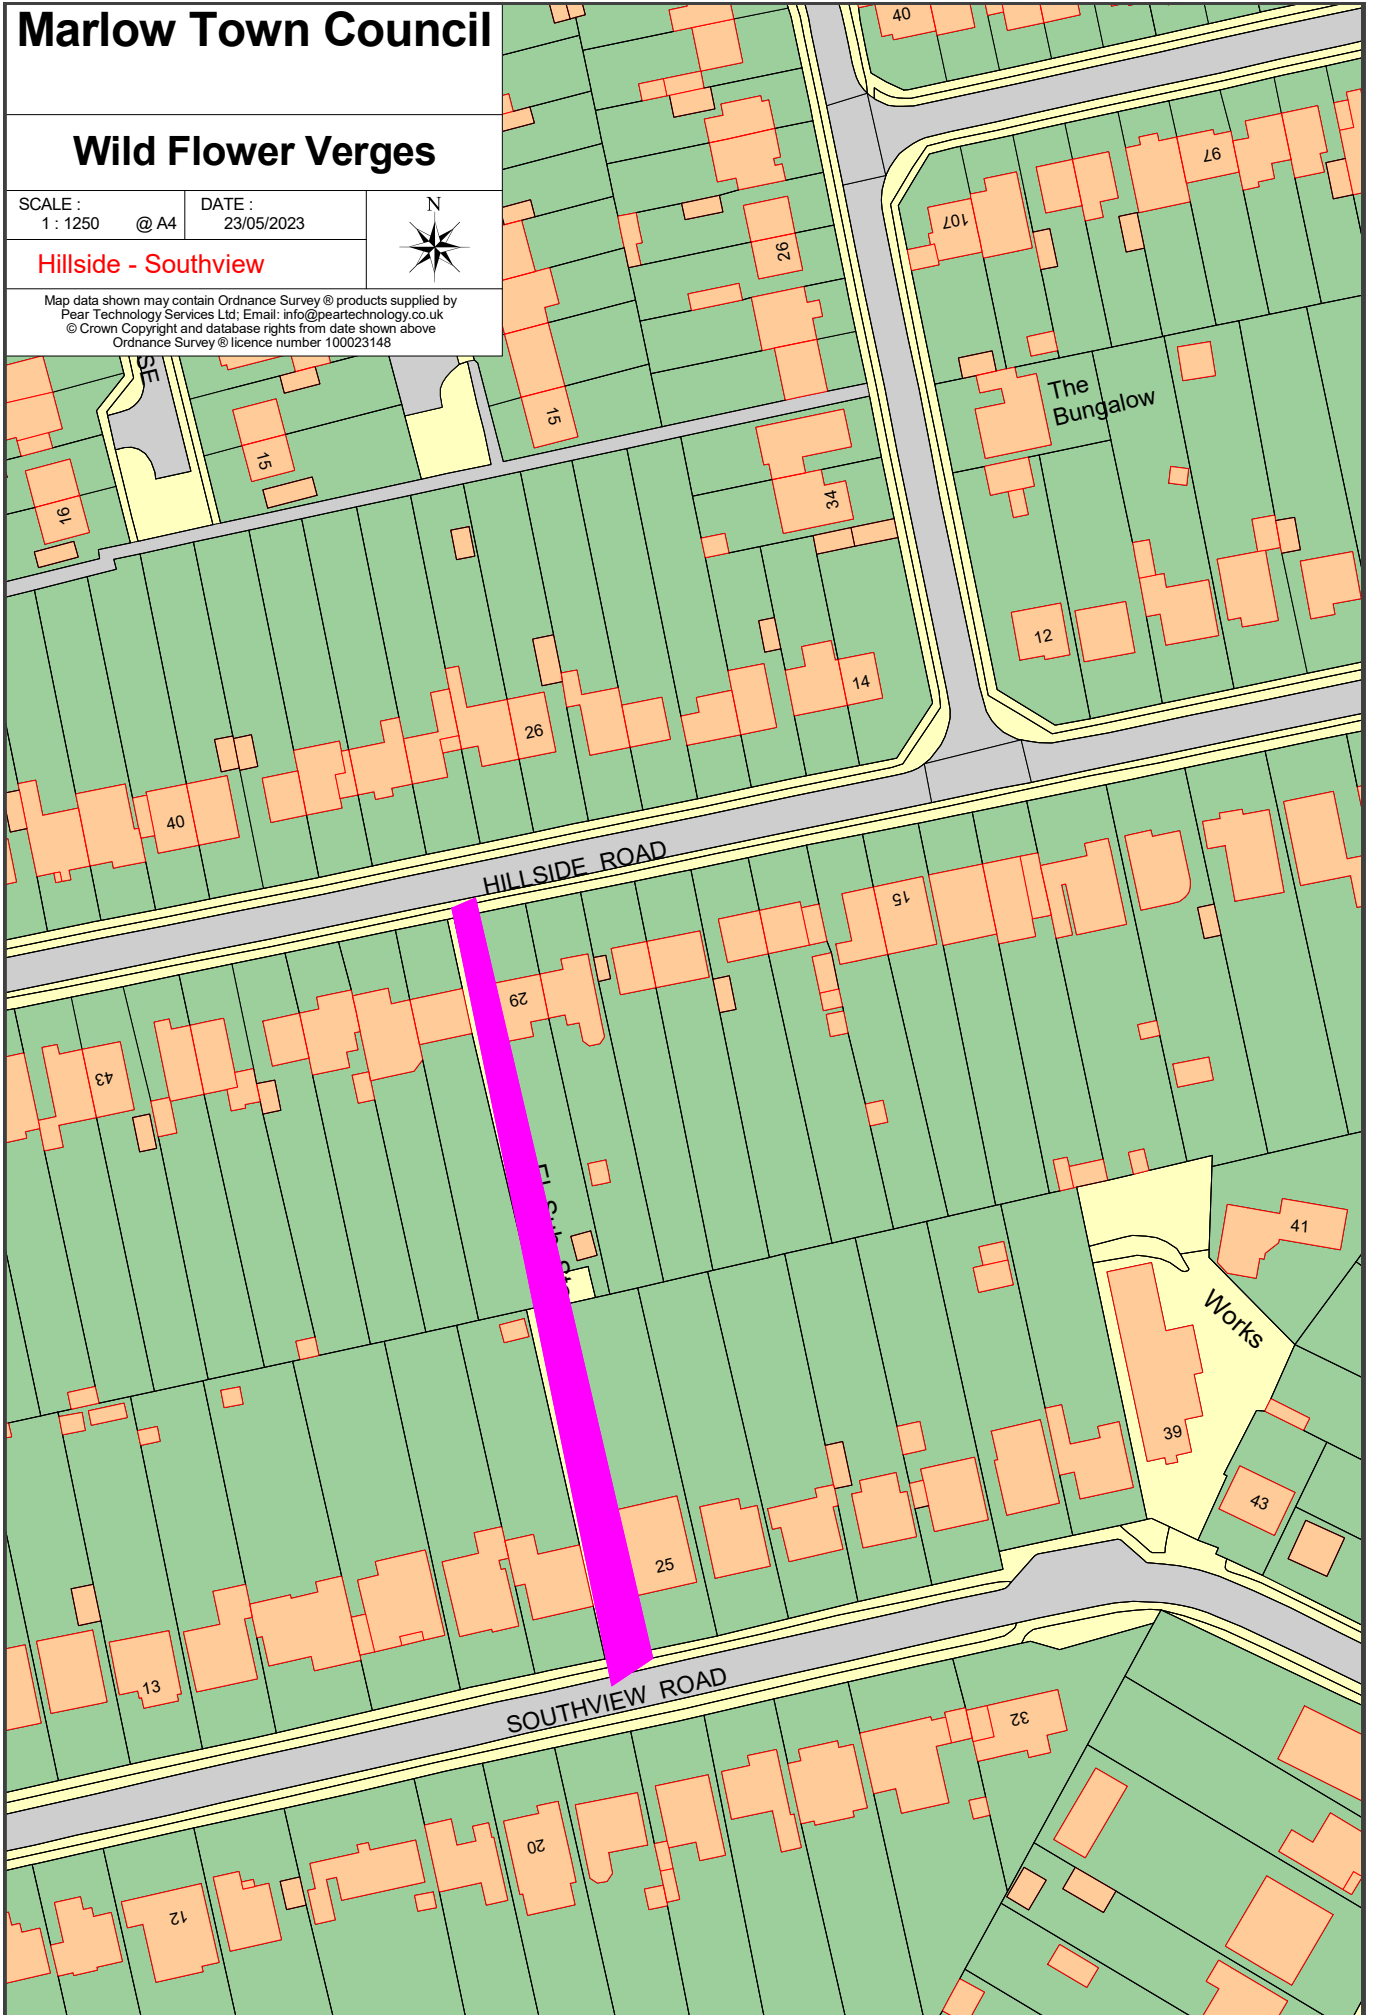 Marlow Town Council
Wild Flower Verges
SCALE :
1 : 1250 @ A4
DATE :
23/05/2023
N
Hillside - Southview
Map data shown may contain Ordnance Survey ® products supplied by
Pear Technology Services Ltd; Email: info@peartechnology.co.uk
© Crown Copyright and database rights from date shown above
Ordnance Survey ® licence number 100023148
40
97
107
26
SE
The
Bungalow
15
15
16
34
12
14
26
40
HILLSIDE ROAD
15
29
43
El Sub Sta
41
Works
39
43
25
13
SOUTHVIEW ROAD
32
20
12